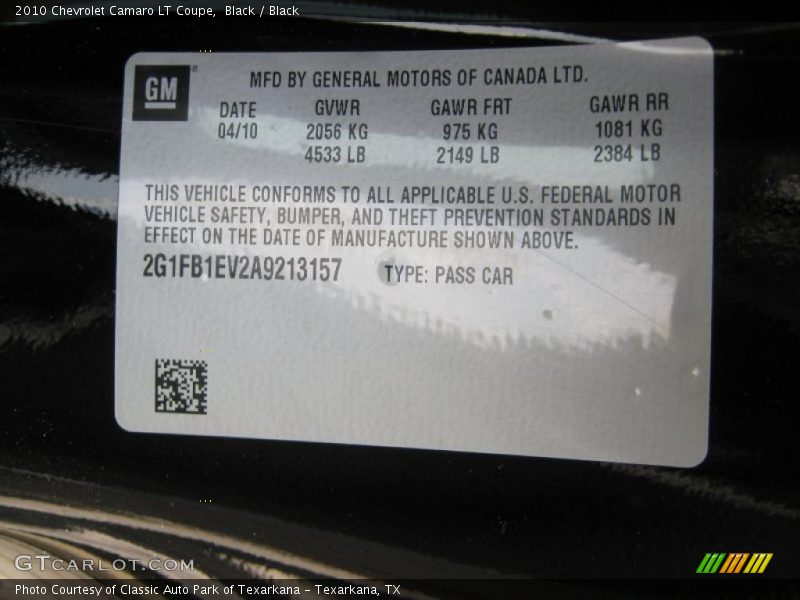 2010 Chevrolet Camaro LT Coupe, Black / Black
GM
MFD BY GENERAL MOTORS OF CANADA LTD.
DATE GVWR GAWR FRT GAWR RR
04/10 2056 KG 975 KG 1081 KG
4533 LB 2149 LB 2384 LB
THIS VEHICLE CONFORMS TO ALL APPLICABLE U.S. FEDERAL MOTOR
VEHICLE SAFETY, BUMPER, AND THEFT PREVENTION STANDARDS IN
EFFECT ON THE DATE OF MANUFACTURE SHOWN ABOVE.
2G1FB1EV2A9213157 TYPE: PASS CAR
GTCARLOT.COM
Photo Courtesy of Classic Auto Park of Texarkana - Texarkana, TX